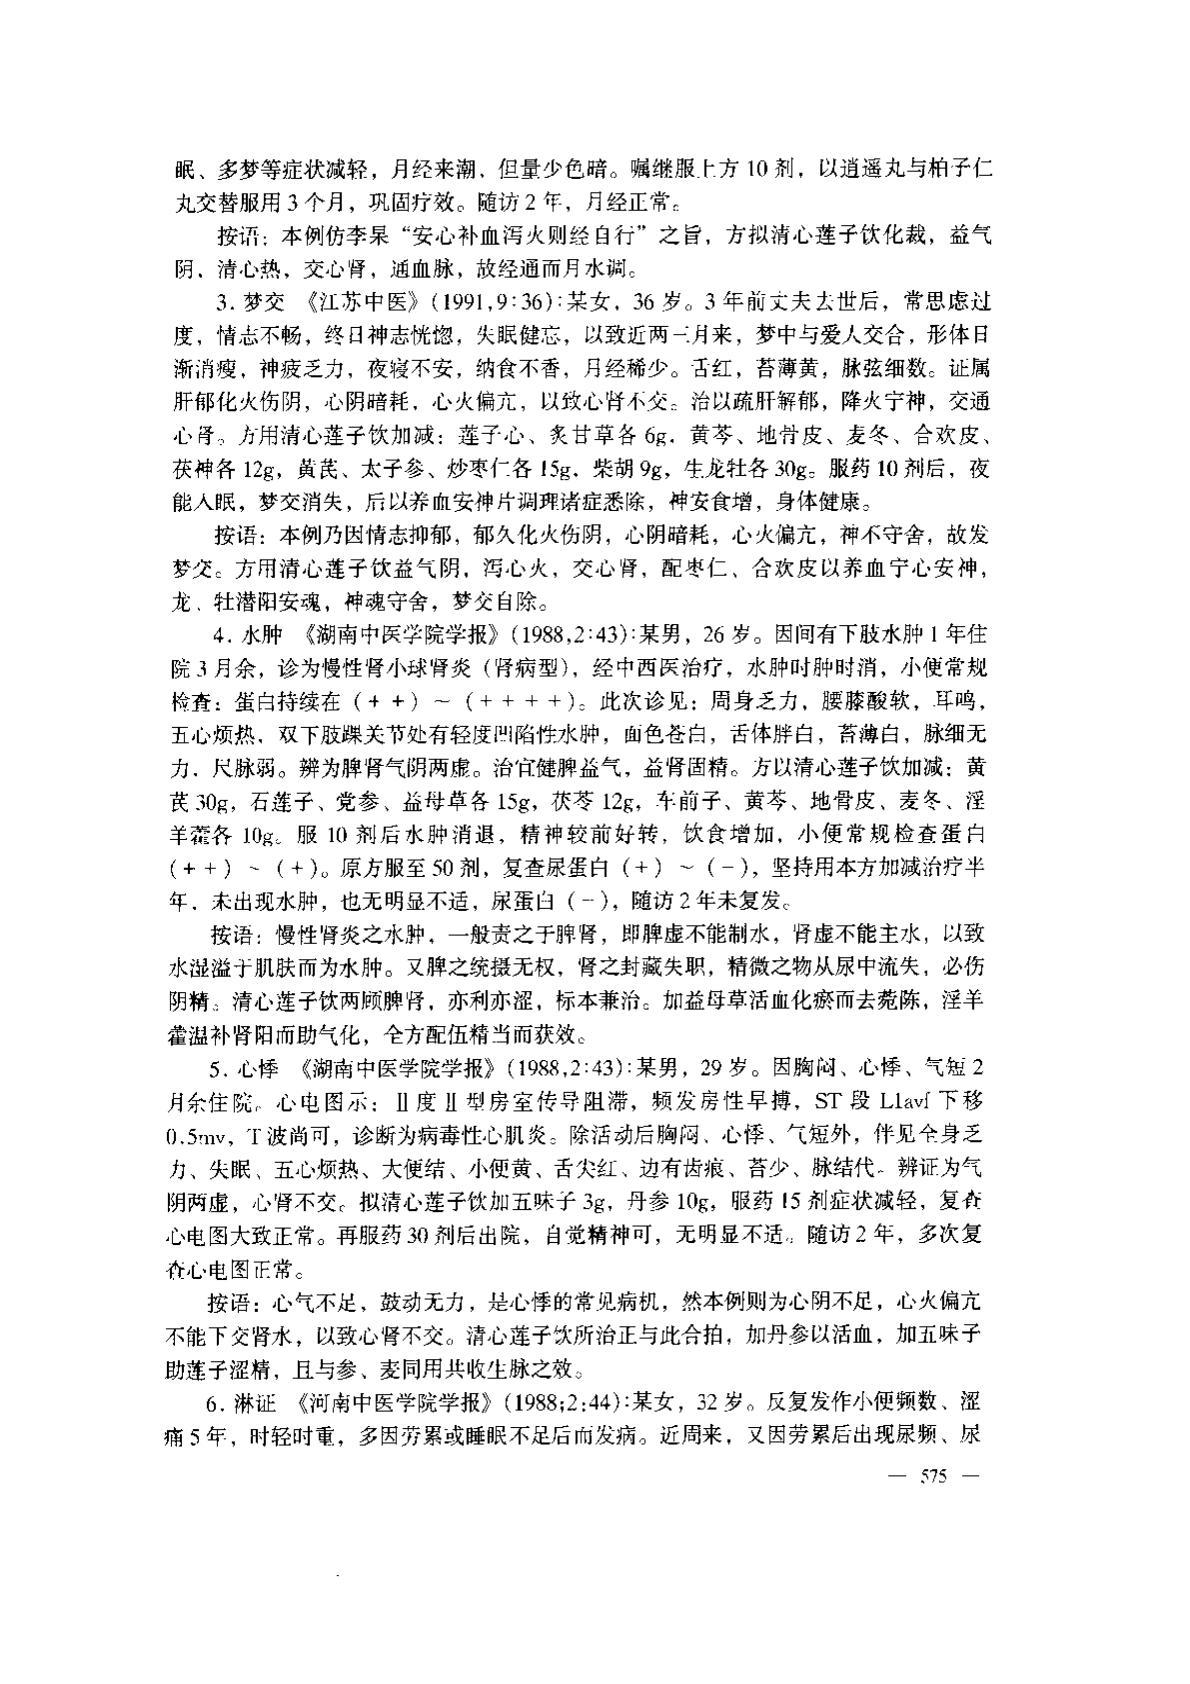 眠、多梦等症状减轻，月经来潮，但量少色暗。嘱继服上方 10 剂，以逍遥丸与柏子仁
丸交替服用 3 个月，巩固疗效。随访 2 年，月经正常。
按语：本例仿李杲“安心补血泻火则经自行”之旨，方拟清心莲子饮化裁，益气
阴，清心热，交心肾，通血脉，故经通而月水调。
3. 梦交 《江苏中医》(1991,9:36):某女，36 岁。3 年前丈夫去世后，常思虑过
度，情志不畅，终日神志恍惚，失眠健忘，以致近两三月来，梦中与爱人交合，形体日
渐消瘦，神疲乏力，夜寝不安，纳食不香，月经稀少。舌红，苔薄黄，脉弦细数。证属
肝郁化火伤阴，心阴暗耗，心火偏亢，以致心肾不交。治以疏肝解郁，降火宁神，交通
心肾。方用清心莲子饮加减：莲子心、炙甘草各 6g，黄芩、地骨皮、麦冬、合欢皮、
茯神各 12g，黄芪、太子参、炒枣仁各 15g，柴胡 9g，生龙牡各 30g。服药 10 剂后，夜
能入眠，梦交消失，后以养血安神片调理诸症悉除，神安食增，身体健康。
按语：本例乃因情志抑郁，郁久化火伤阴，心阴暗耗，心火偏亢，神不守舍，故发
梦交。方用清心莲子饮益气阴，泻心火，交心肾，配枣仁、合欢皮以养血宁心安神，
龙、牡潜阳安魂，神魂守舍，梦交自除。
4. 水肿 《湖南中医学院学报》(1988,2:43):某男，26 岁。因间有下肢水肿 1 年住
院 3 月余，诊为慢性肾小球肾炎（肾病型），经中西医治疗，水肿时肿时消，小便常规
检查：蛋白持续在（++）～（++++）。此次诊见：周身乏力，腰膝酸软，耳鸣，
五心烦热，双下肢踝关节处有轻度凹陷性水肿，面色苍白，舌体胖白，苔薄白，脉细无
力，尺脉弱。辨为脾肾气阴两虚。治宜健脾益气，益肾固精。方以清心莲子饮加减：黄
芪 30g，石莲子、党参、益母草各 15g，茯苓 12g，车前子、黄芩、地骨皮、麦冬、淫
羊藿各 10g。服 10 剂后水肿消退，精神较前好转，饮食增加，小便常规检查蛋白
（++）～（+）。原方服至 50 剂，复查尿蛋白（+）～（-），坚持用本方加减治疗半
年，未出现水肿，也无明显不适，尿蛋白（-），随访 2 年未复发。
按语：慢性肾炎之水肿，一般责之于脾肾，即脾虚不能制水，肾虚不能主水，以致
水湿溢于肌肤而为水肿。又脾之统摄无权，肾之封藏失职，精微之物从尿中流失，必伤
阴精。清心莲子饮两顾脾肾，亦利亦涩，标本兼治。加益母草活血化瘀而去菀陈，淫羊
藿温补肾阳而助气化，全方配伍精当而获效。
5. 心悸 《湖南中医学院学报》(1988,2:43):某男，29 岁。因胸闷、心悸、气短 2
月余住院。心电图示：Ⅱ度Ⅱ型房室传导阻滞，频发房性早搏，ST 段 L1avf 下移
0.5mv，T 波尚可，诊断为病毒性心肌炎。除活动后胸闷、心悸、气短外，伴见全身乏
力、失眠、五心烦热、大便结、小便黄、舌尖红、边有齿痕、苔少、脉结代。辨证为气
阴两虚，心肾不交。拟清心莲子饮加五味子 3g，丹参 10g，服药 15 剂症状减轻，复查
心电图大致正常。再服药 30 剂后出院，自觉精神可，无明显不适。随访 2 年，多次复
查心电图正常。
按语：心气不足，鼓动无力，是心悸的常见病机，然本例则为心阴不足，心火偏亢
不能下交肾水，以致心肾不交。清心莲子饮所治正与此合拍，加丹参以活血，加五味子
助莲子涩精，且与参、麦同用共收生脉之效。
6. 淋证 《河南中医学院学报》(1988;2:44):某女，32 岁。反复发作小便频数、涩
痛 5 年，时轻时重，多因劳累或睡眠不足后而发病。近周来，又因劳累后出现尿频、尿
— 575 —